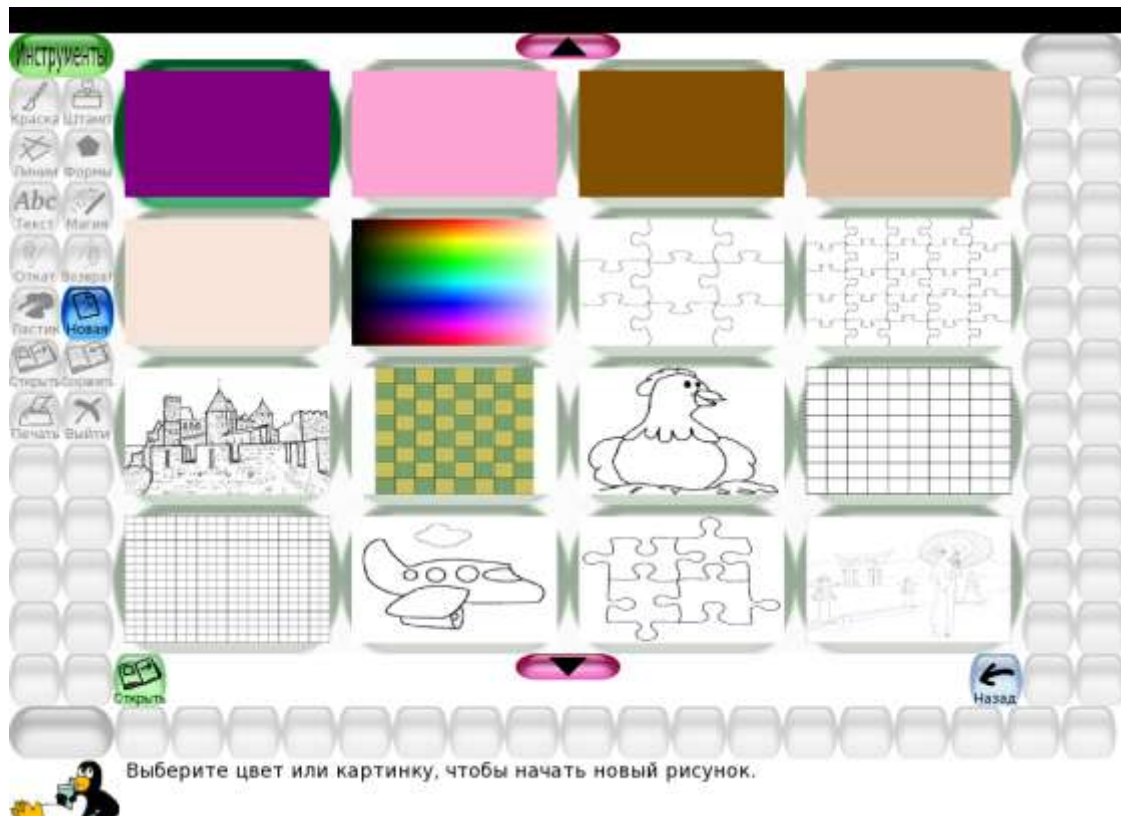 Инструменты
Краска Штамп
Линии Формы
Abc
Текст Магия
Откат Возврат
Ластик Новая
Открыть Сохранить
Печать Выйти
Открыть
Назад
Выберите цвет или картинку, чтобы начать новый рисунок.